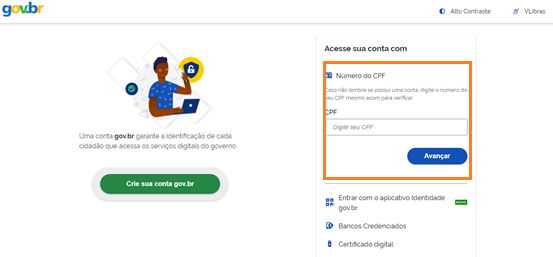 gov.br
Alto Contraste
VLibras
Uma conta gov.br garante a identificação de cada
cidadão que acessa os serviços digitais do governo.
Crie sua conta gov.br
Acesse sua conta com
Número do CPF
Caso não lembre se possui uma conta, digite o número do
seu CPF mesmo assim para verificar.
CPF
Digite seu CPF
Avançar
Entrar com o aplicativo Identidade
gov.br
NOVO
Bancos Credenciados
Certificado digital